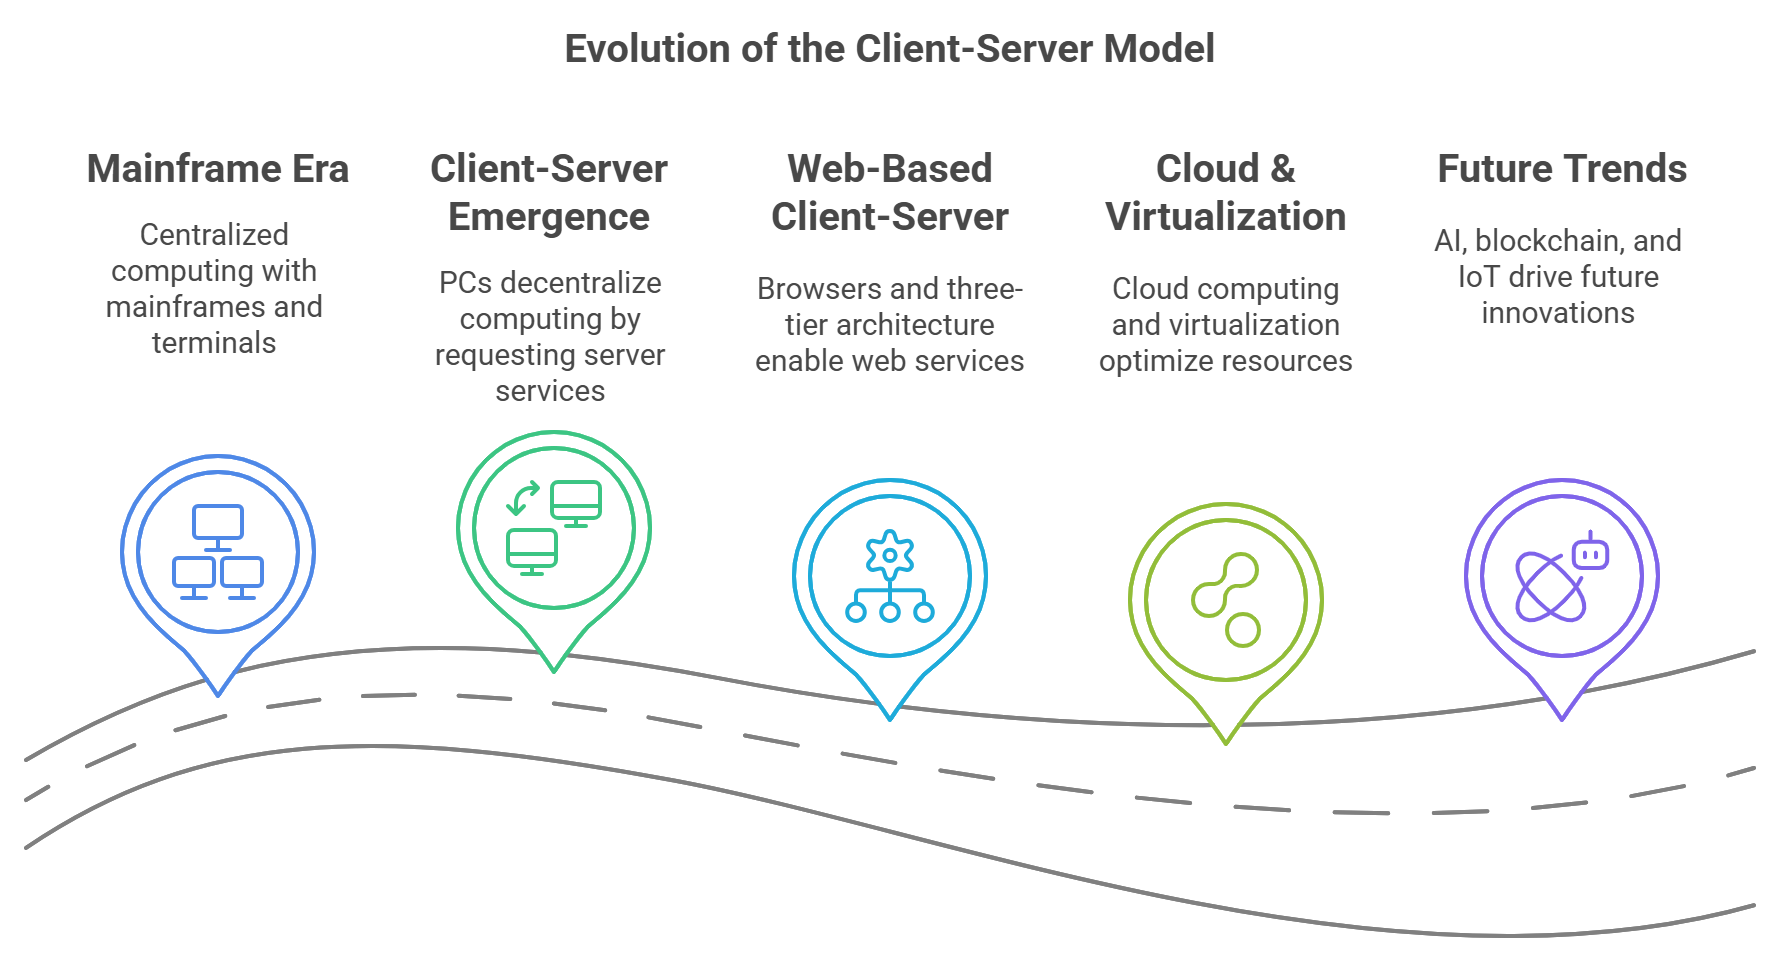 Evolution of the Client-Server Model
Mainframe Era
Centralized
computing with
mainframes and
terminals
Client-Server
Emergence
PCs decentralize
computing by
requesting server
services
Web-Based
Client-Server
Browsers and three-
tier architecture
enable web services
Cloud &
Virtualization
Cloud computing
and virtualization
optimize resources
Future Trends
AI, blockchain, and
IoT drive future
innovations